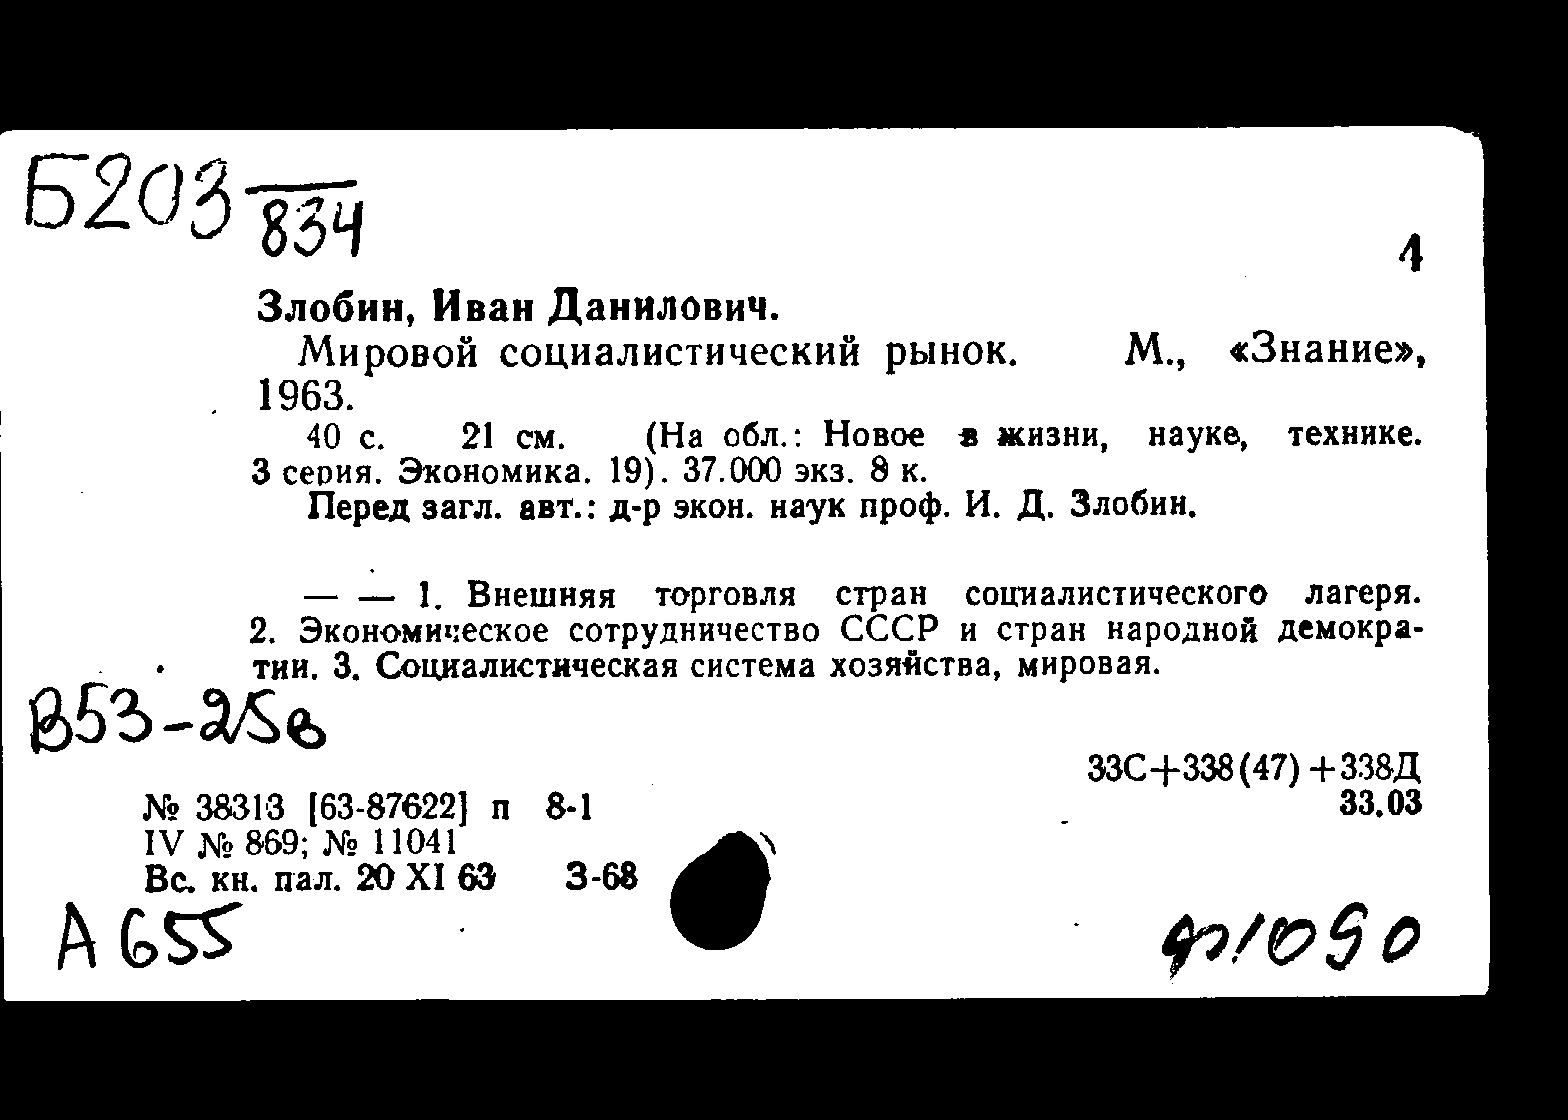 Б203
834
1
Злобин, Иван Данилович.
Мировой социалистический рынок. М., «Знание»,
1963.
40 с. 21 см. (На обл.: Новое в жизни, науке, технике.
3 серия. Экономика. 19). 37.000 экз. 8 к.
Перед загл. авт.: д-р экон. наук проф. И. Д. Злобин.
— — 1. Внешняя торговля стран социалистического лагеря.
2. Экономическое сотрудничество СССР и стран народной демокра-
тии. 3. Социалистическая система хозяйства, мировая.
В53-25в
33С+338(47)+338Д
33.03
№ 38313 [63-87622] п 8-1
IV № 869; № 11041
Вс. кн. пал. 20 XI 63 З-68
А655